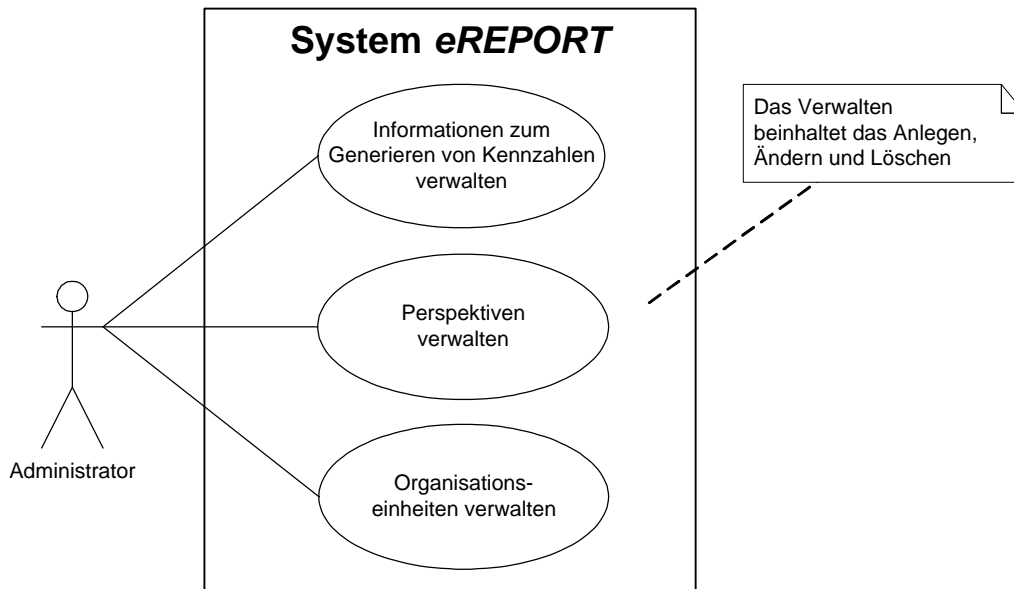 System eREPORT
Informationen zum
Generieren von Kennzahlen
verwalten
Das Verwalten
beinhaltet das Anlegen,
Ändern und Löschen
Perspektiven
verwalten
Administrator
Organisations-
einheiten verwalten